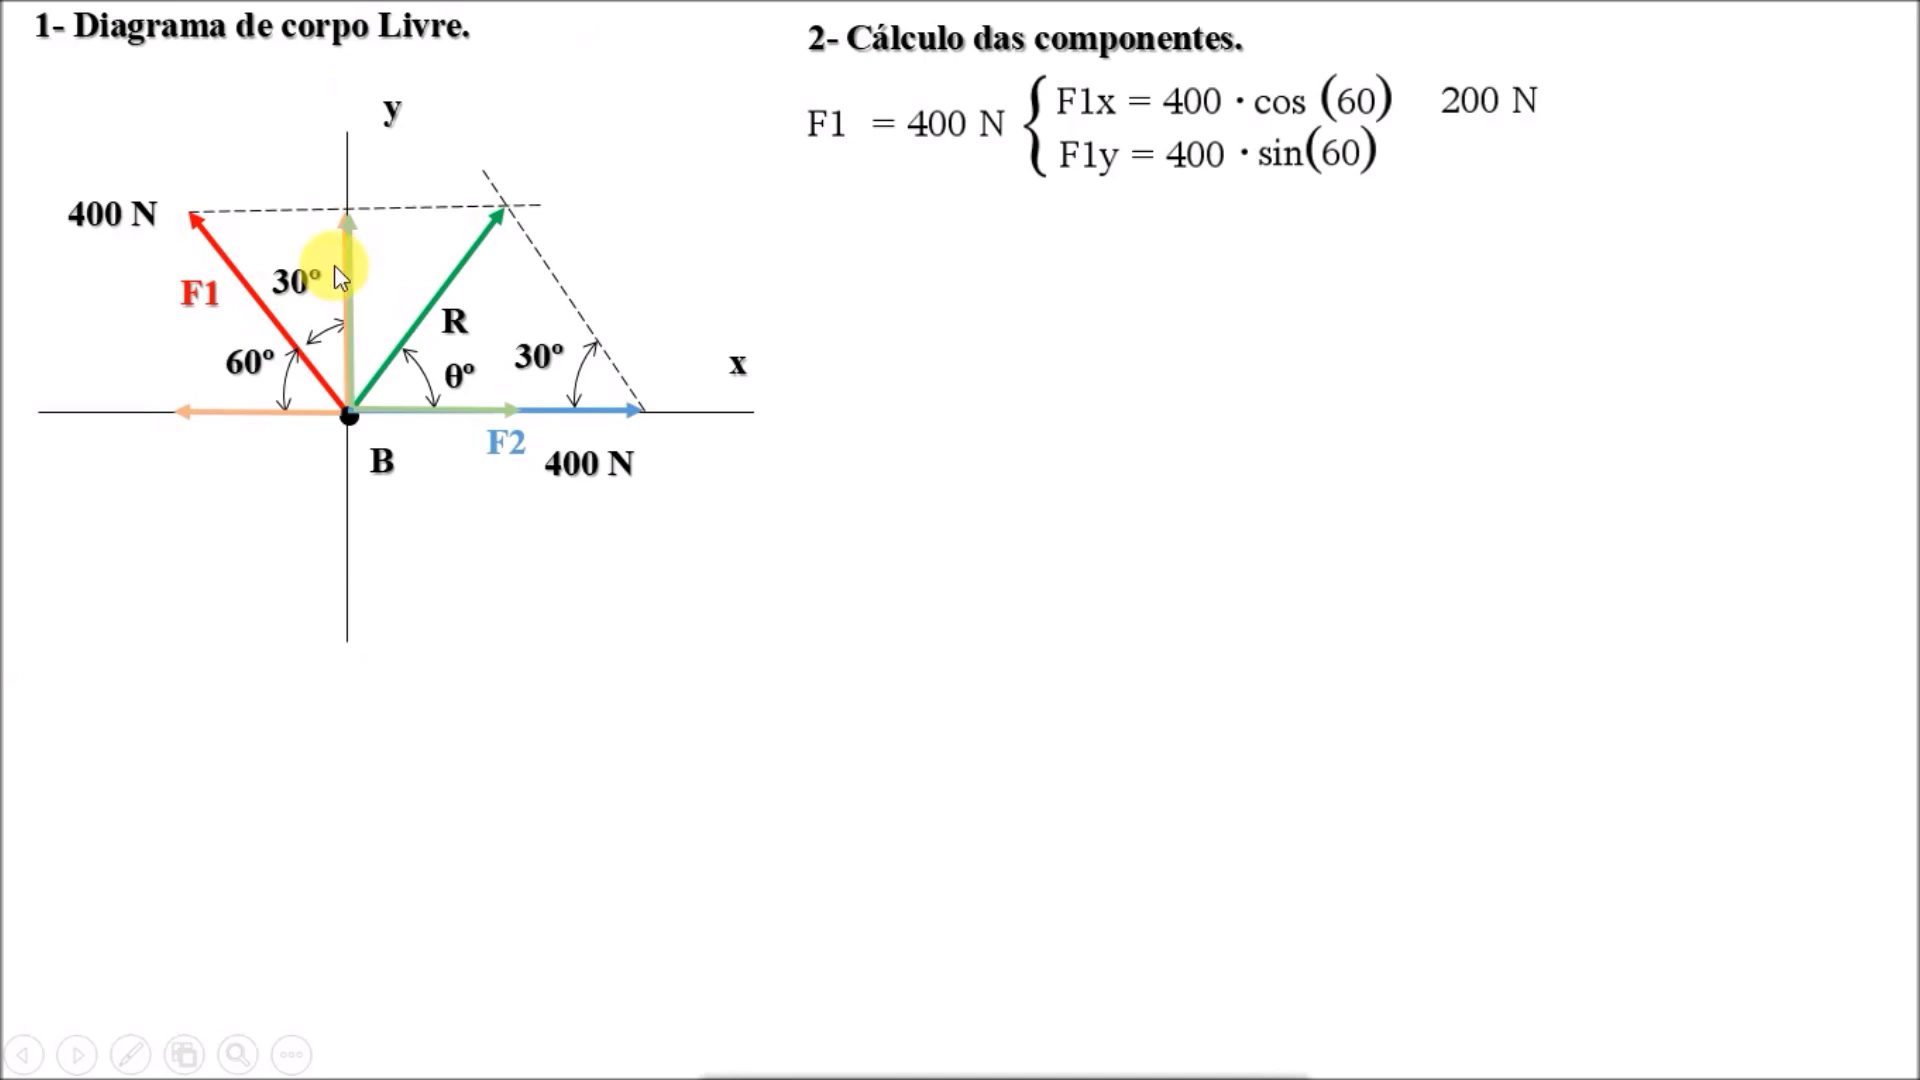 1- Diagrama de corpo Livre.
y
400 N
30º
F1
R
60º
θº
30º
x
F2
B
400 N
2- Cálculo das componentes.
F1 = 400 N
F1x = 400 · cos (60) 200 N
F1y = 400 · sin(60)